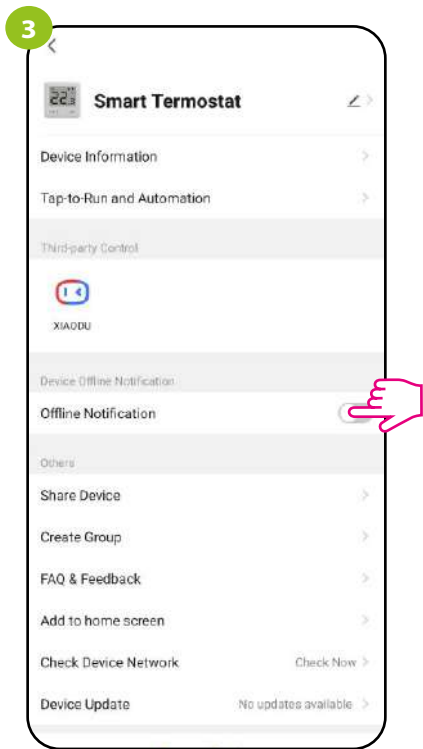 3
Smart Termostat
Device Information
Tap-to-Run and Automation
Third-party Control
XIAODU
Device Offline Notification
Offline Notification
Others
Share Device
Create Group
FAQ & Feedback
Add to home screen
Check Device Network Check Now
Device Update No updates available